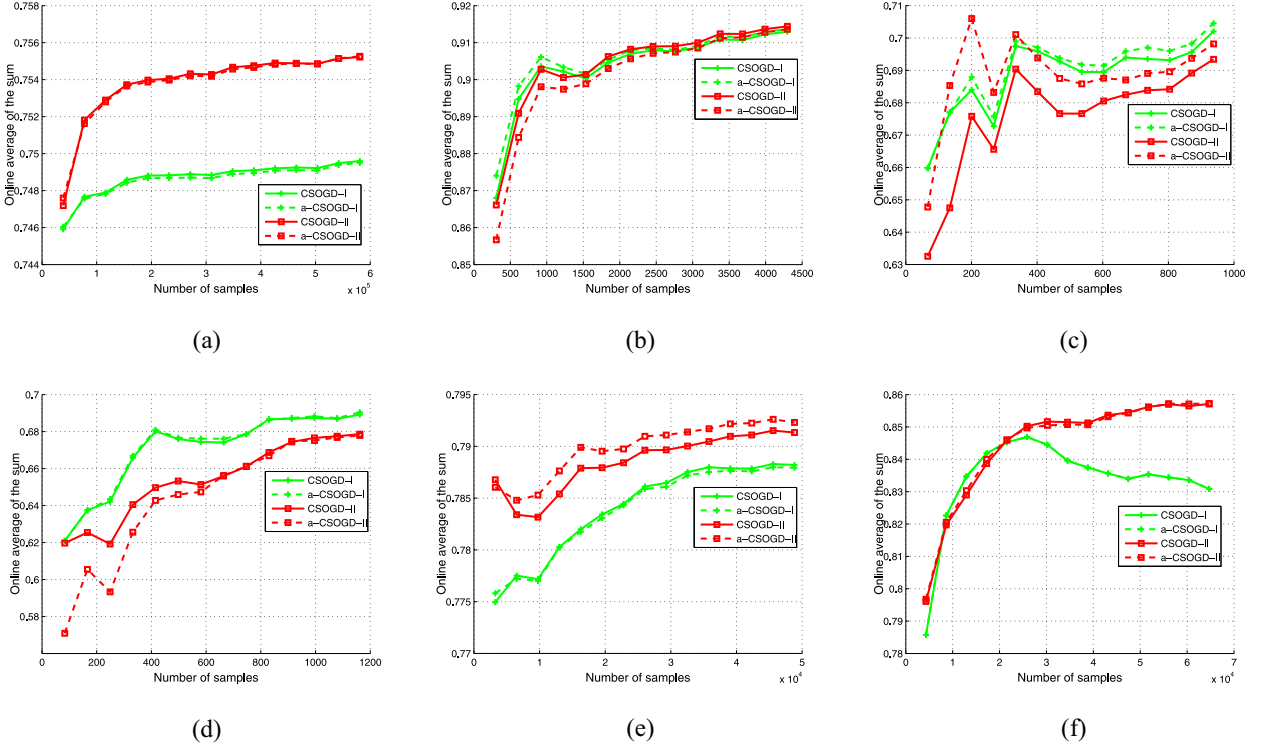 0.758
0.756
0.754
0.752
0.75
0.748
0.746
0.744
Online average of the sum
CSOGD−I
a−CSOGD−I
CSOGD−II
a−CSOGD−II
0 1 2 3 4 5 6
x 10^5
Number of samples
(a)
0.92
0.91
0.9
0.89
0.88
0.87
0.86
0.85
Online average of the sum
CSOGD−I
a−CSOGD−I
CSOGD−II
a−CSOGD−II
0 500 1000 1500 2000 2500 3000 3500 4000 4500
Number of samples
(b)
0.71
0.7
0.69
0.68
0.67
0.66
0.65
0.64
0.63
Online average of the sum
CSOGD−I
a−CSOGD−I
CSOGD−II
a−CSOGD−II
0 200 400 600 800 1000
Number of samples
(c)
0.7
0.68
0.66
0.64
0.62
0.6
0.58
Online average of the sum
CSOGD−I
a−CSOGD−I
CSOGD−II
a−CSOGD−II
0 200 400 600 800 1000 1200
Number of samples
(d)
0.795
0.79
0.785
0.78
0.775
0.77
Online average of the sum
CSOGD−I
a−CSOGD−I
CSOGD−II
a−CSOGD−II
0 1 2 3 4 5
x 10^4
Number of samples
(e)
0.86
0.85
0.84
0.83
0.82
0.81
0.8
0.79
0.78
Online average of the sum
CSOGD−I
a−CSOGD−I
CSOGD−II
a−CSOGD−II
0 1 2 3 4 5 6 7
x 10^4
Number of samples
(f)